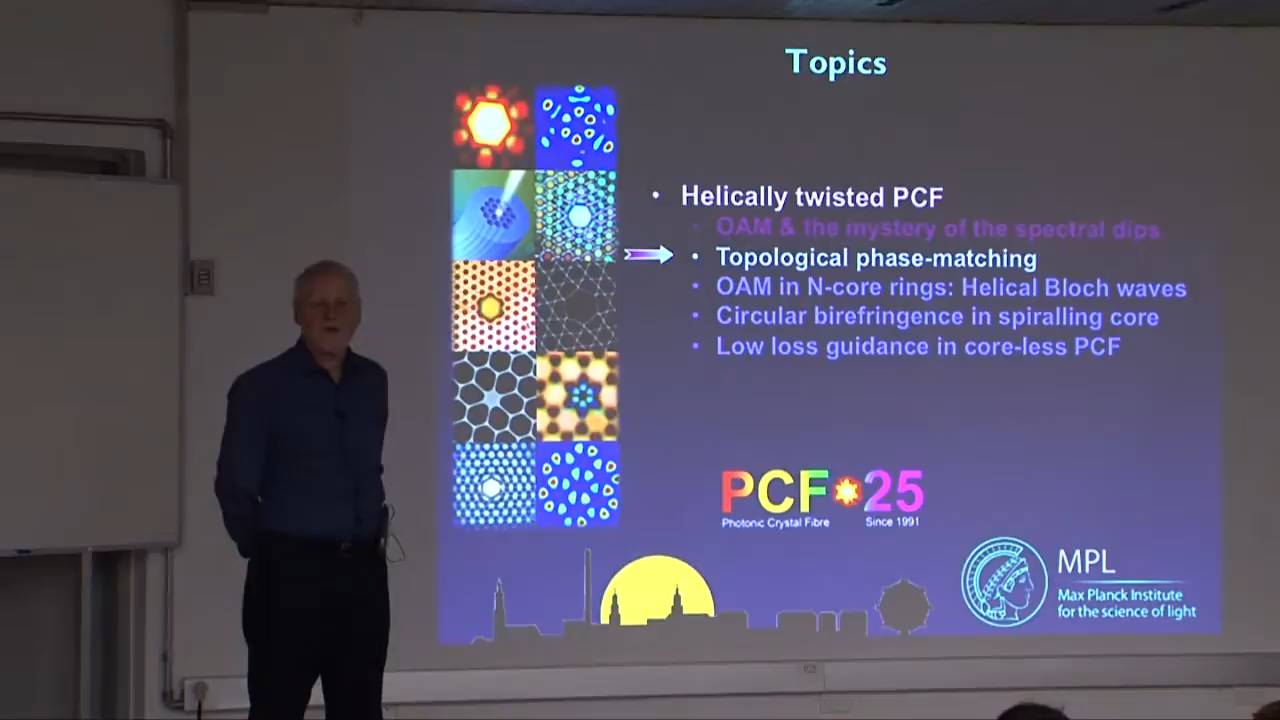 Topics
• Helically twisted PCF
• OAM & the mystery of the spectral dips
• Topological phase-matching
• OAM in N-core rings: Helical Bloch waves
• Circular birefringence in spiralling core
• Low loss guidance in core-less PCF
PCF 25
Photonic Crystal Fibre Since 1991
MPL
Max Planck Institute
for the science of light